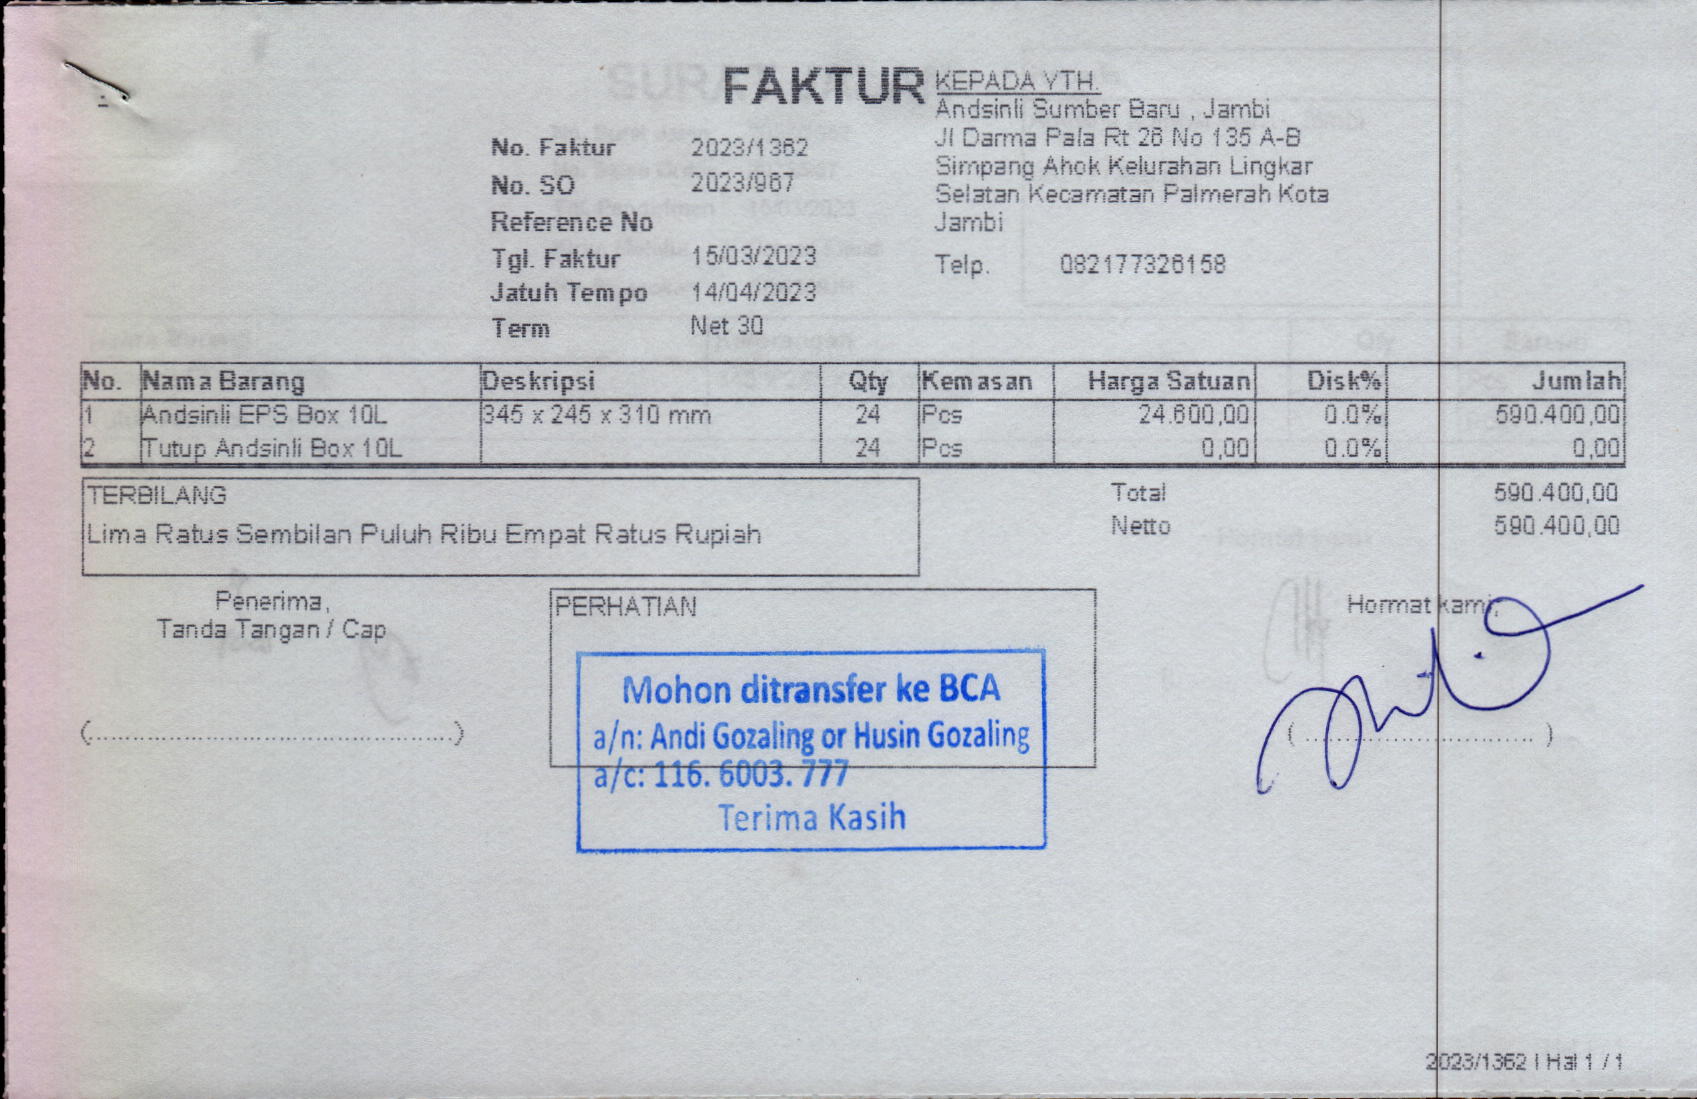 FAKTUR
No. Faktur 2023/1362
No. SO 2023/967
Reference No
Tgl. Faktur 15/03/2023
Jatuh Tempo 14/04/2023
Term Net 30
KEPADA YTH.
Andsinli Sumber Baru , Jambi
Jl Darma Pala Rt 26 No 135 A-B
Simpang Ahok Kelurahan Lingkar
Selatan Kecamatan Palmerah Kota
Jambi
Telp. 082177326158
No. Nama Barang Deskripsi Qty Kemasan Harga Satuan Disk% Jumlah
1 Andsinli EPS Box 10L 345 x 245 x 310 mm 24 Pcs 24.600,00 0.0% 590.400,00
2 Tutup Andsinli Box 10L 24 Pcs 0,00 0.0% 0,00
TERBILANG
Lima Ratus Sembilan Puluh Ribu Empat Ratus Rupiah
Total 590.400,00
Netto 590.400,00
Penerima,
Tanda Tangan / Cap
(............................................)
PERHATIAN
Mohon ditransfer ke BCA
a/n: Andi Gozaling or Husin Gozaling
a/c: 116. 6003. 777
Terima Kasih
Hormat kami,
(............................)
2023/1362 | Hal 1 / 1